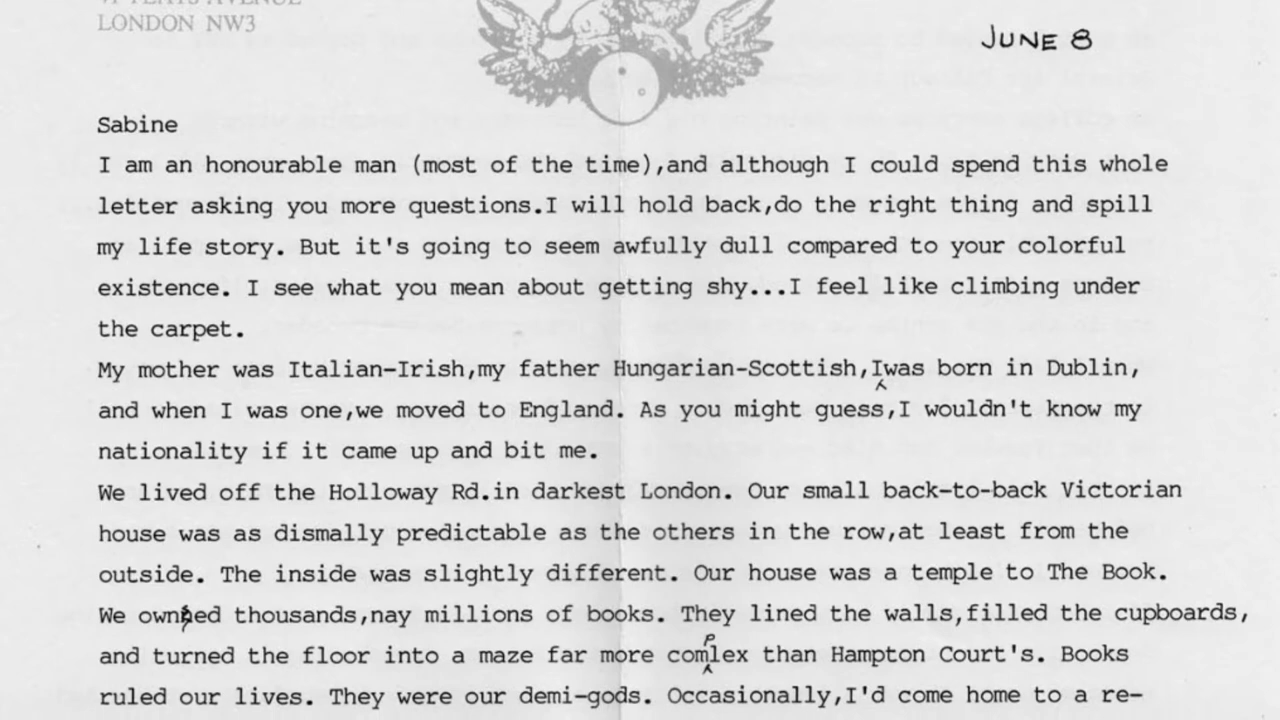 YEATS AVENUE
LONDON NW3
JUNE 8
Sabine
I am an honourable man (most of the time),and although I could spend this whole
letter asking you more questions.I will hold back,do the right thing and spill
my life story. But it's going to seem awfully dull compared to your colorful
existence. I see what you mean about getting shy...I feel like climbing under
the carpet.
My mother was Italian-Irish,my father Hungarian-Scottish,I was born in Dublin,
and when I was one,we moved to England. As you might guess,I wouldn't know my
nationality if it came up and bit me.
We lived off the Holloway Rd.in darkest London. Our small back-to-back Victorian
house was as dismally predictable as the others in the row,at least from the
outside. The inside was slightly different. Our house was a temple to The Book.
We owned thousands,nay millions of books. They lined the walls,filled the cupboards,
and turned the floor into a maze far more complex than Hampton Court's. Books
ruled our lives. They were our demi-gods. Occasionally,I'd come home to a re-